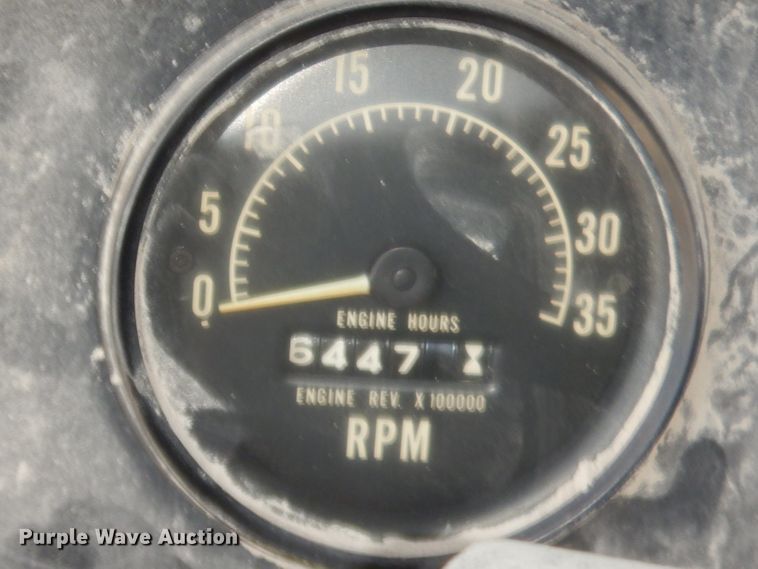 15 20
10 25
5 30
0 35
ENGINE HOURS
6447
ENGINE REV. X 100000
RPM
Purple Wave Auction